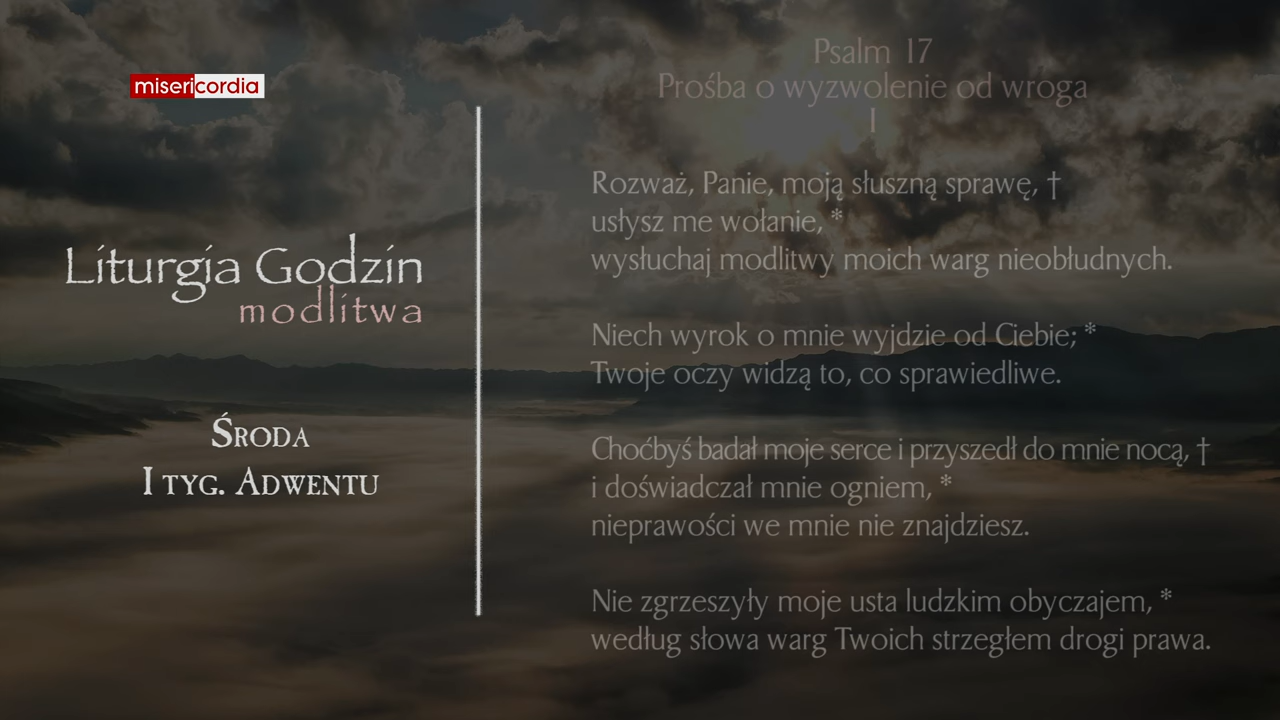 misericordia
Liturgia Godzin
modlitwa
Środa
I tyg. Adwentu
Psalm 17
Prośba o wyzwolenie od wroga
I
Rozważ, Panie, moją słuszną sprawę, †
usłysz me wołanie, *
wysłuchaj modlitwy moich warg nieobłudnych.
Niech wyrok o mnie wyjdzie od Ciebie; *
Twoje oczy widzą to, co sprawiedliwe.
Choćbyś badał moje serce i przyszedł do mnie nocą, †
i doświadczał mnie ogniem, *
nieprawości we mnie nie znajdziesz.
Nie zgrzeszyły moje usta ludzkim obyczajem, *
według słowa warg Twoich strzegłem drogi prawa.